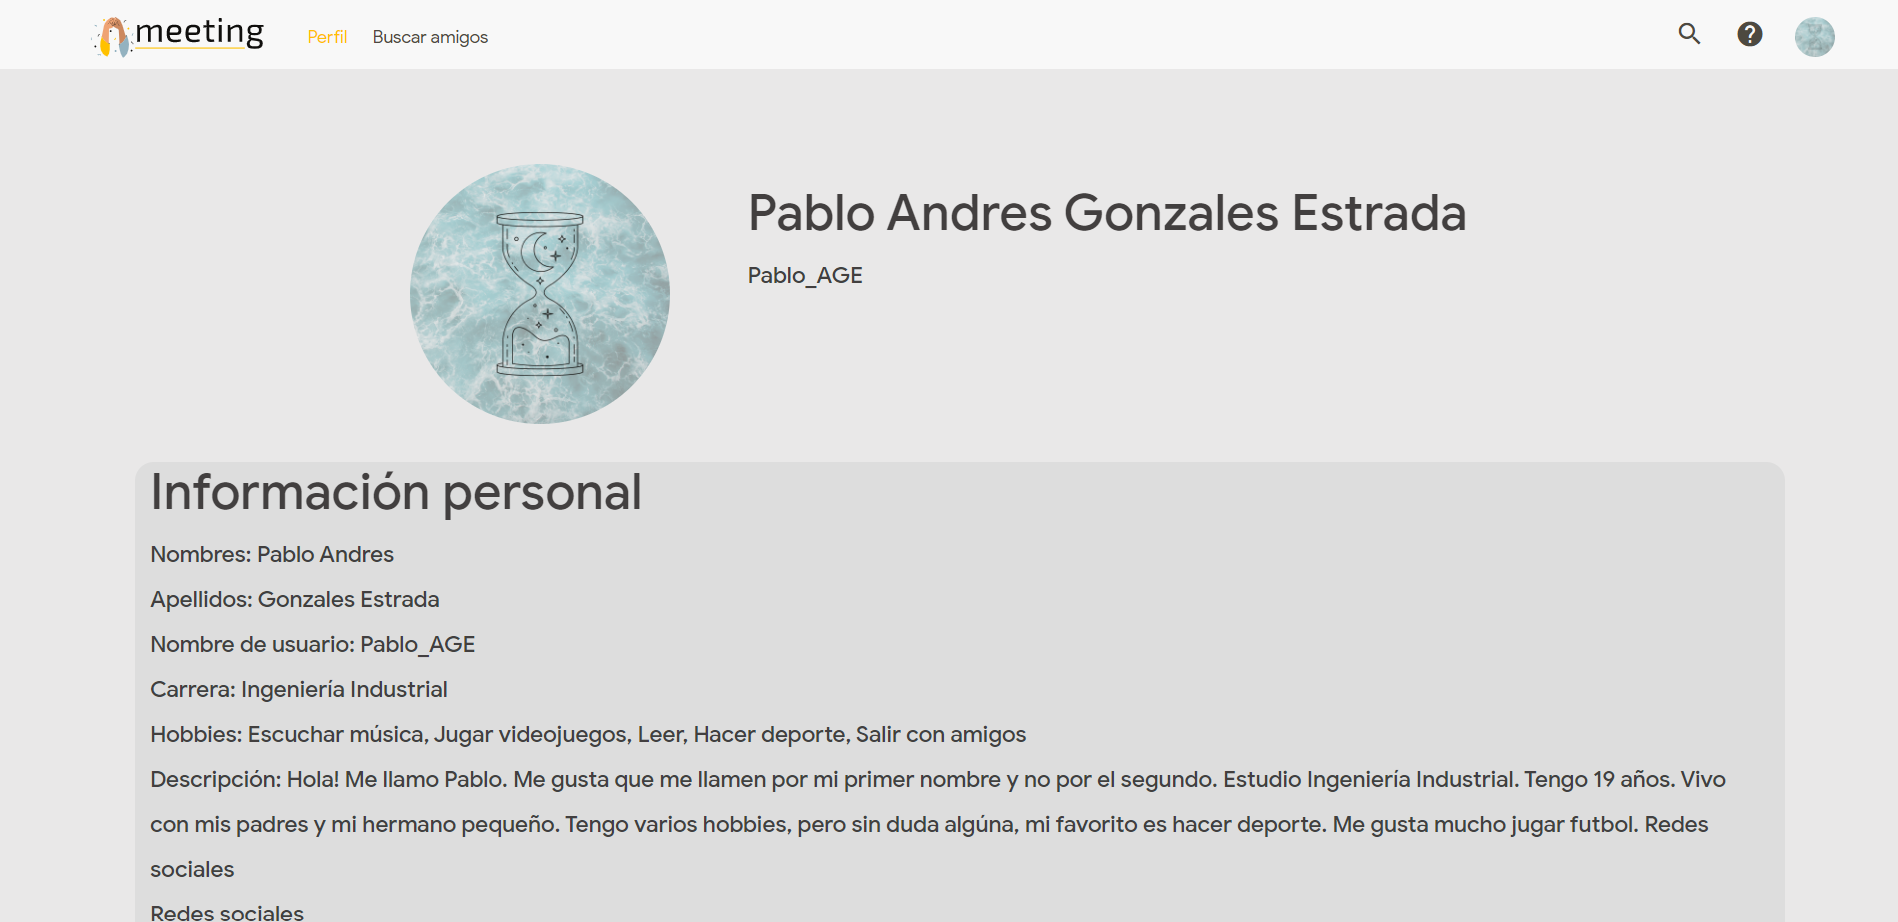 meeting
Perfil
Buscar amigos
Pablo Andres Gonzales Estrada
Pablo_AGE
Información personal
Nombres: Pablo Andres
Apellidos: Gonzales Estrada
Nombre de usuario: Pablo_AGE
Carrera: Ingeniería Industrial
Hobbies: Escuchar música, Jugar videojuegos, Leer, Hacer deporte, Salir con amigos
Descripción: Hola! Me llamo Pablo. Me gusta que me llamen por mi primer nombre y no por el segundo. Estudio Ingeniería Industrial. Tengo 19 años. Vivo
con mis padres y mi hermano pequeño. Tengo varios hobbies, pero sin duda algúna, mi favorito es hacer deporte. Me gusta mucho jugar futbol. Redes
sociales
Redes sociales